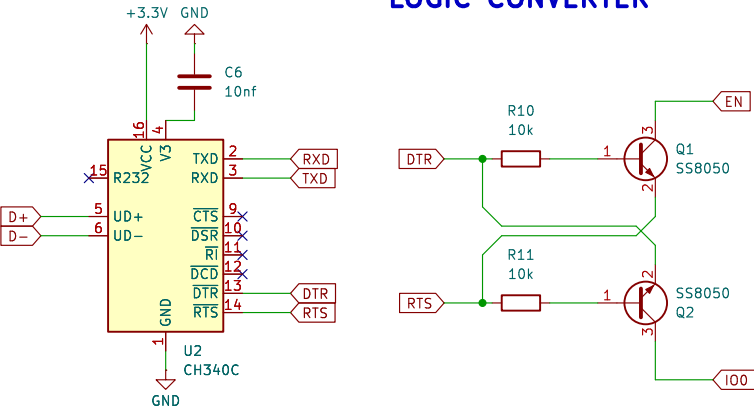 LOGIC CONVERTER
+3.3V
GND
C6
10nf
16
4
VCC
V3
15
R232
TXD
2
RXD
RXD
3
TXD
D+
5
UD+
D-
6
UD-
CTS
9
DSR
10
RI
11
DCD
12
DTR
13
DTR
RTS
14
RTS
GND
1
U2
CH340C
GND
EN
R10
10k
DTR
1
3
2
Q1
SS8050
R11
10k
RTS
1
2
3
SS8050
Q2
IO0